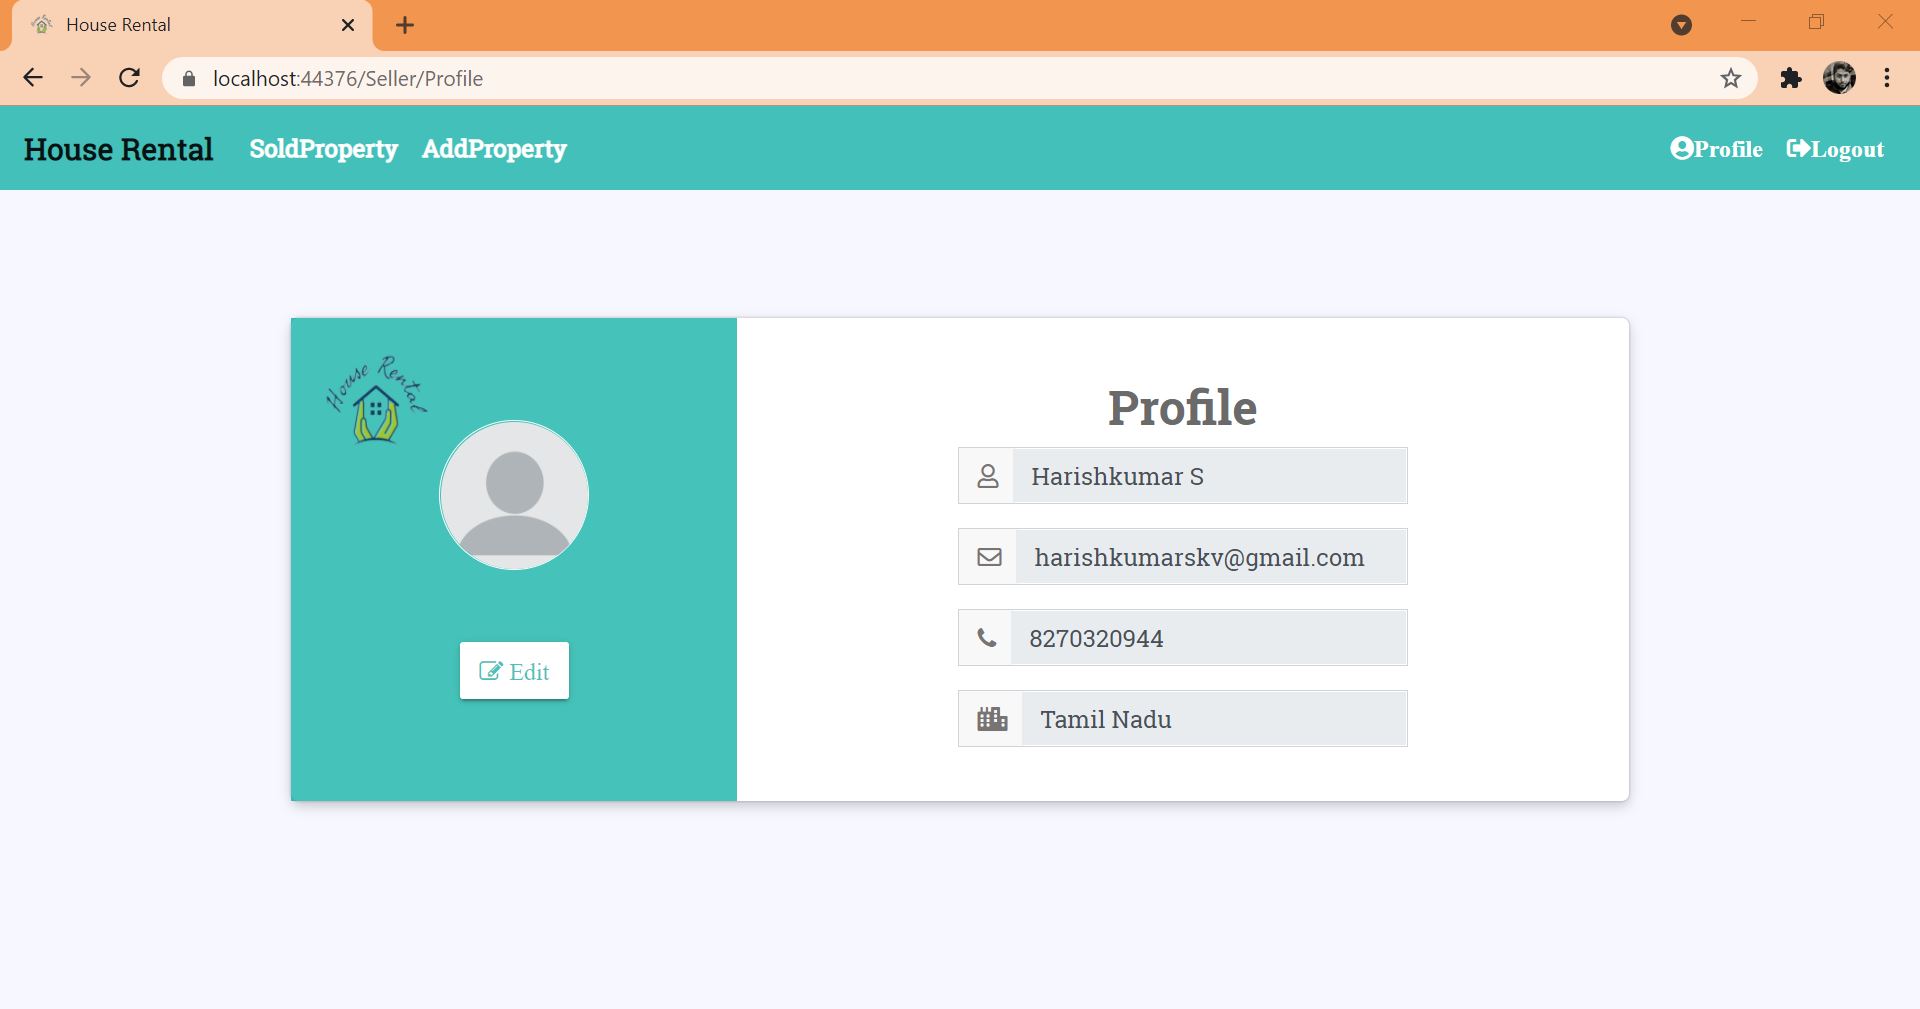 House Rental
localhost:44376/Seller/Profile
House Rental SoldProperty AddProperty Profile Logout
House Rental
Edit
Profile
Harishkumar S
harishkumarskv@gmail.com
8270320944
Tamil Nadu